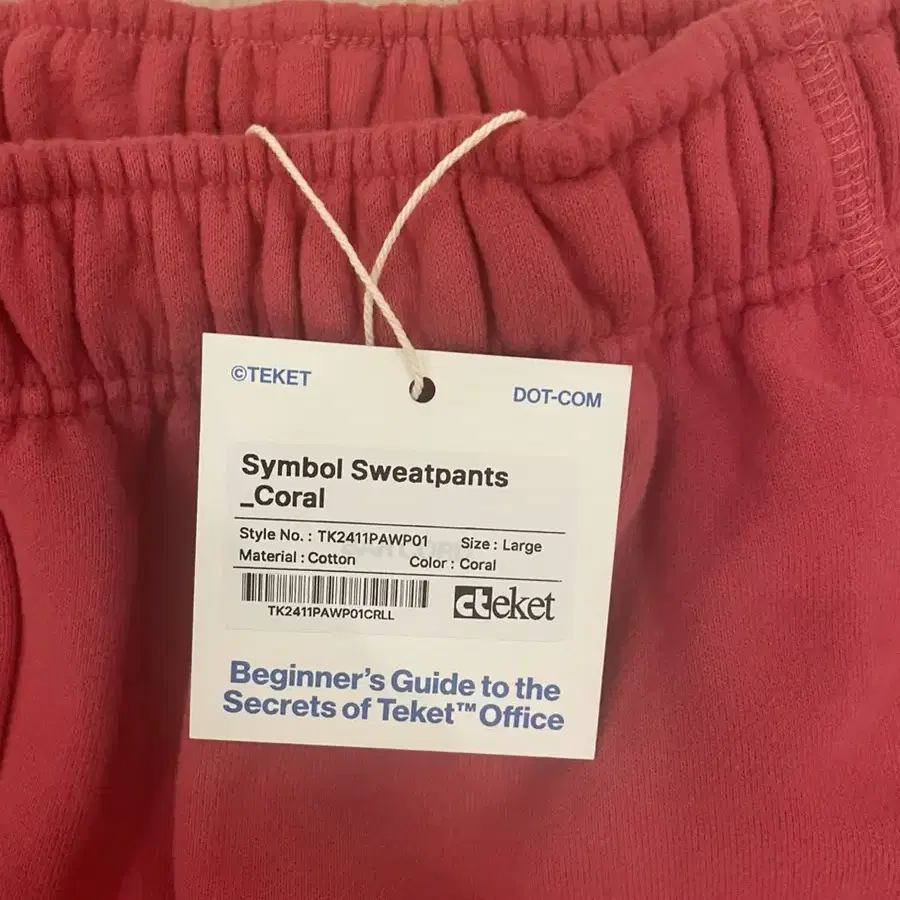 ©TEKET
DOT-COM
Symbol Sweatpants
_Coral
Style No. : TK2411PAWP01 Size : Large
Material : Cotton Color : Coral
TK2411PAWP01CRLL
cteket
Beginner's Guide to the
Secrets of Teket™ Office